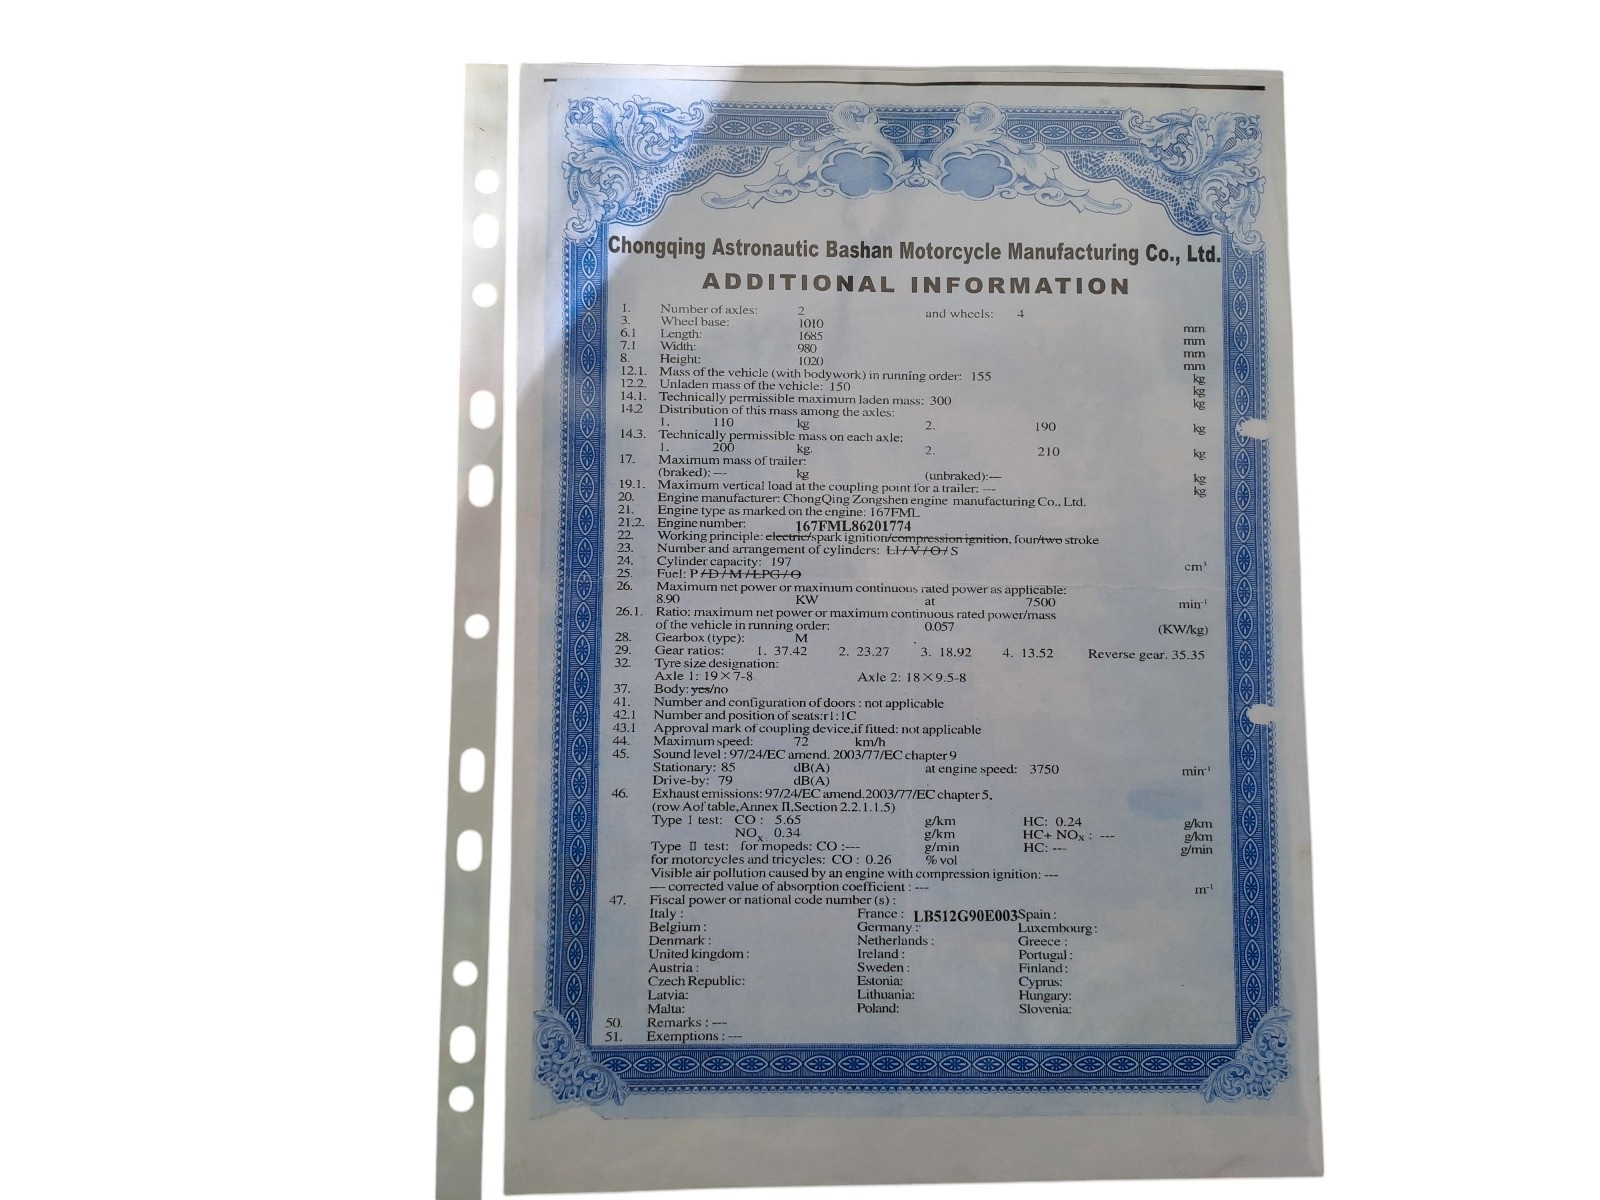 Chongqing Astronautic Bashan Motorcycle Manufacturing Co., Ltd.
ADDITIONAL INFORMATION
1. Number of axles: 2 and wheels: 4
3. Wheel base: 1010 mm
6.1 Length: 1685 mm
7.1 Width: 980 mm
8. Height: 1020 mm
12.1. Mass of the vehicle (with bodywork) in running order: 155 kg
12.2. Unladen mass of the vehicle: 150 kg
14.1. Technically permissible maximum laden mass: 300 kg
14.2 Distribution of this mass among the axles:
1. 110 kg 2. 190 kg
14.3. Technically permissible mass on each axle:
1. 200 kg. 2. 210 kg
17. Maximum mass of trailer:
(braked): --- kg (unbraked):--- kg
19.1. Maximum vertical load at the coupling point for a trailer: --- kg
20. Engine manufacturer: ChongQing Zongshen engine manufacturing Co., Ltd.
21. Engine type as marked on the engine: 167FML
21.2. Engine number: 167FML86201774
22. Working principle: electric/spark ignition/compression ignition, four/two stroke
23. Number and arrangement of cylinders: LI/V/O/S
24. Cylinder capacity: 197 cm³
25. Fuel: P/D/M/LPG/O
26. Maximum net power or maximum continuous rated power as applicable:
8.90 KW at 7500 min⁻¹
26.1. Ratio: maximum net power or maximum continuous rated power/mass
of the vehicle in running order: 0.057 (KW/kg)
28. Gearbox (type): M
29. Gear ratios: 1. 37.42 2. 23.27 3. 18.92 4. 13.52 Reverse gear. 35.35
32. Tyre size designation:
Axle 1: 19×7-8 Axle 2: 18×9.5-8
37. Body: yes/no
41. Number and configuration of doors : not applicable
42.1 Number and position of seats:r1:1C
43.1 Approval mark of coupling device,if fitted: not applicable
44. Maximum speed: 72 km/h
45. Sound level : 97/24/EC amend. 2003/77/EC chapter 9
Stationary: 85 dB(A) at engine speed: 3750 min⁻¹
Drive-by: 79 dB(A)
46. Exhaust emissions: 97/24/EC amend.2003/77/EC chapter 5,
(row A of table,Annex II,Section 2.2.1.1.5)
Type I test: CO : 5.65 g/km HC: 0.24 g/km
NOx 0.34 g/km HC+ NOx : --- g/km
Type II test: for mopeds: CO :--- g/min HC: --- g/min
for motorcycles and tricycles: CO : 0.26 % vol
Visible air pollution caused by an engine with compression ignition: ---
— corrected value of absorption coefficient : --- m⁻¹
47. Fiscal power or national code number (s) :
Italy : France : LB512G90E003 Spain :
Belgium : Germany : Luxembourg :
Denmark : Netherlands : Greece :
United kingdom : Ireland : Portugal :
Austria : Sweden : Finland :
Czech Republic: Estonia: Cyprus:
Latvia: Lithuania: Hungary:
Malta: Poland: Slovenia:
50. Remarks : ---
51. Exemptions : ---